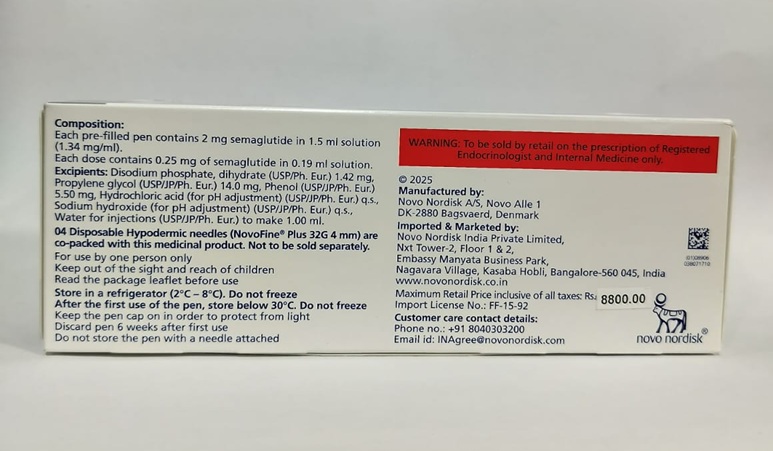 Composition:
Each pre-filled pen contains 2 mg semaglutide in 1.5 ml solution
(1.34 mg/ml).
Each dose contains 0.25 mg of semaglutide in 0.19 ml solution.
Excipients: Disodium phosphate, dihydrate (USP/Ph. Eur.) 1.42 mg,
Propylene glycol (USP/JP/Ph. Eur.) 14.0 mg, Phenol (USP/JP/Ph. Eur.)
5.50 mg, Hydrochloric acid (for pH adjustment) (USP/JP/Ph. Eur.) q.s.,
Sodium hydroxide (for pH adjustment) (USP/JP/Ph. Eur.) q.s.,
Water for injections (USP/JP/Ph. Eur.) to make 1.00 ml.
04 Disposable Hypodermic needles (NovoFine® Plus 32G 4 mm) are
co-packed with this medicinal product. Not to be sold separately.
For use by one person only
Keep out of the sight and reach of children
Read the package leaflet before use
Store in a refrigerator (2°C – 8°C). Do not freeze
After the first use of the pen, store below 30°C. Do not freeze
Keep the pen cap on in order to protect from light
Discard pen 6 weeks after first use
Do not store the pen with a needle attached
WARNING: To be sold by retail on the prescription of Registered
Endocrinologist and Internal Medicine only.
© 2025
Manufactured by:
Novo Nordisk A/S, Novo Alle 1
DK-2880 Bagsvaerd, Denmark
Imported & Marketed by:
Novo Nordisk India Private Limited,
Nxt Tower-2, Floor 1 & 2,
Embassy Manyata Business Park,
Nagavara Village, Kasaba Hobli, Bangalore-560 045, India
www.novonordisk.co.in
Maximum Retail Price inclusive of all taxes: Rs. 8800.00
Import License No.: FF-15-92
Customer care contact details:
Phone no.: +91 8040303200
Email id: INAgree@novonordisk.com
novo nordisk®